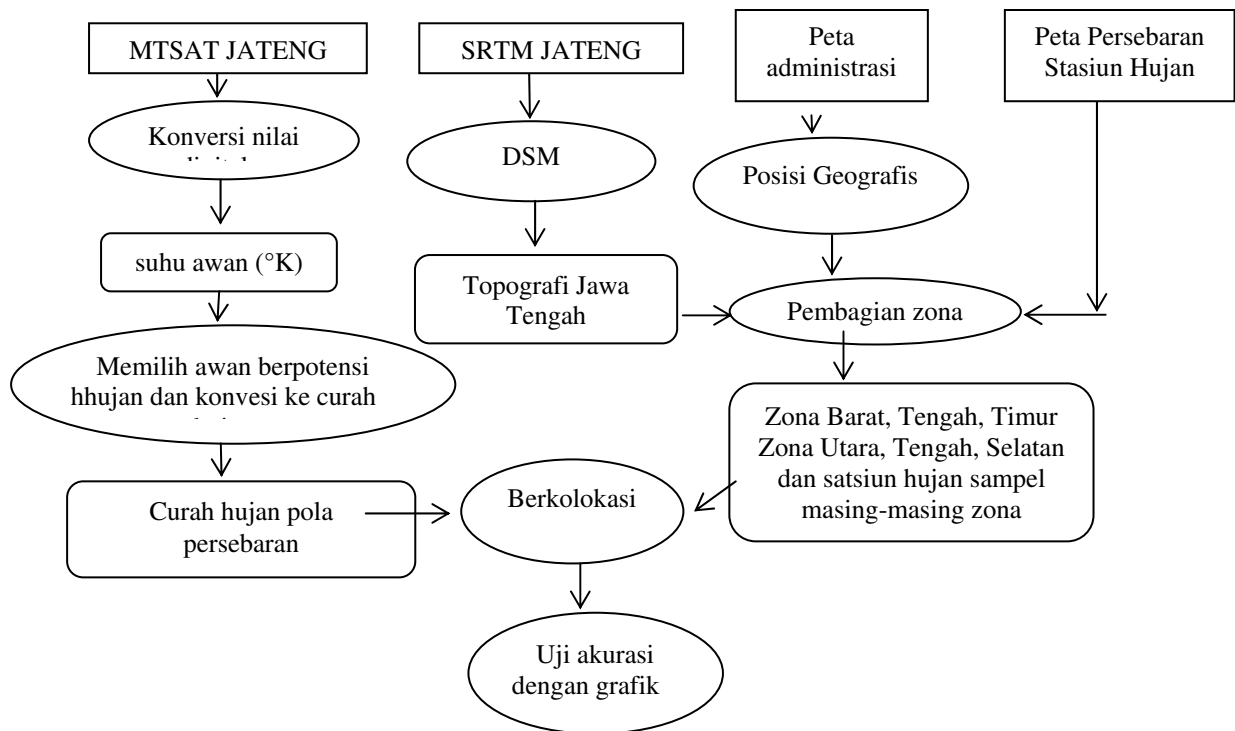 MTSAT JATENG
SRTM JATENG
Peta
administrasi
Peta Persebaran
Stasiun Hujan
Konversi nilai
DSM
Posisi Geografis
suhu awan (°K)
Topografi Jawa
Tengah
Pembagian zona
Memilih awan berpotensi
hhujan dan konvesi ke curah
Zona Barat, Tengah, Timur
Zona Utara, Tengah, Selatan
dan satsiun hujan sampel
masing-masing zona
Curah hujan pola
persebaran
Berkolokasi
Uji akurasi
dengan grafik